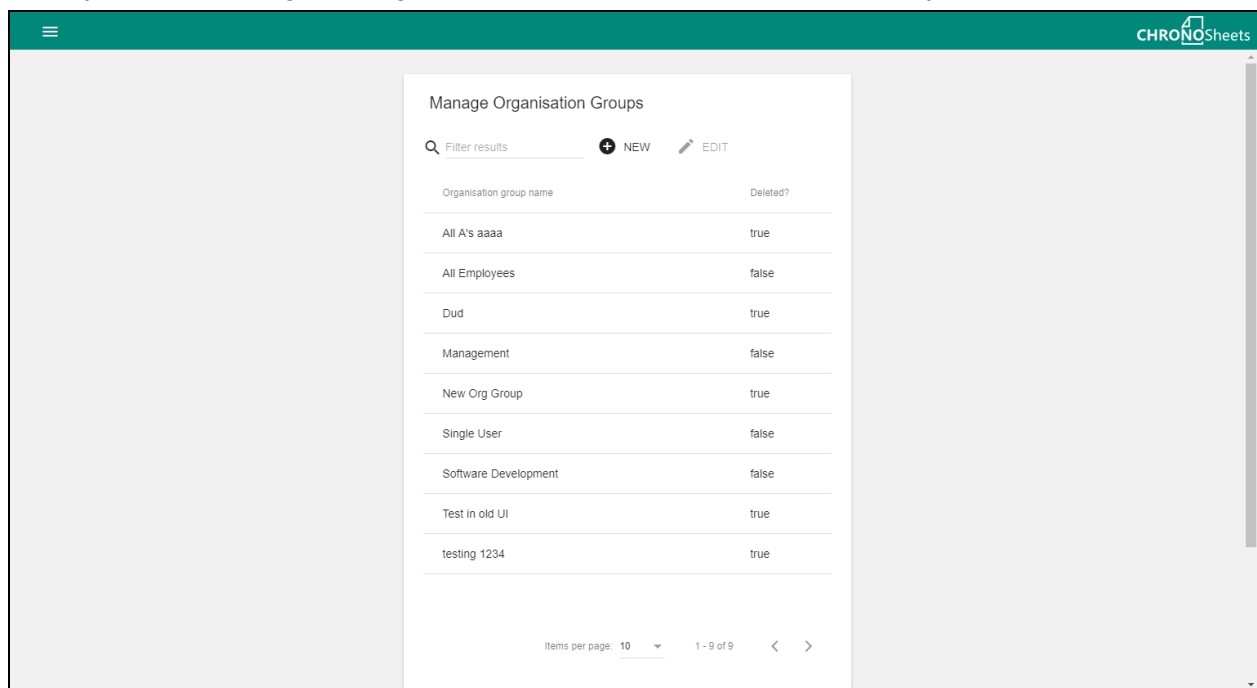 CHRONOSheets
Manage Organisation Groups
Filter results NEW EDIT
Organisation group name Deleted?
All A's aaaa true
All Employees false
Dud true
Management false
New Org Group true
Single User false
Software Development false
Test in old UI true
testing 1234 true
Items per page: 10 1 - 9 of 9